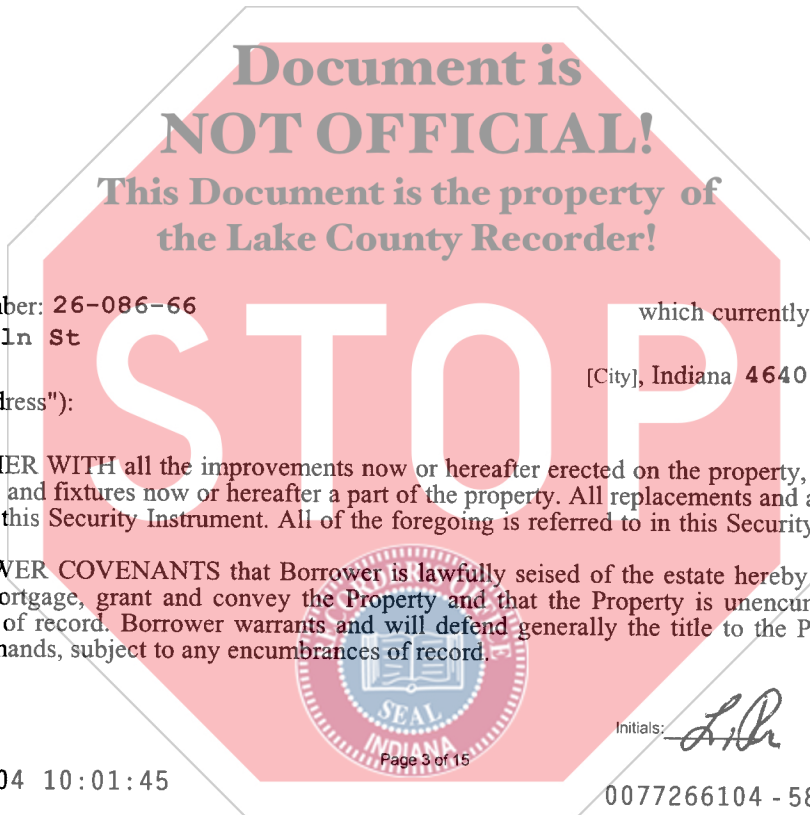 Document is
NOT OFFICIAL!
This Document is the property of
the Lake County Recorder!
ber: 26-086-66 which currently
ln St
[City], Indiana 4640
dress"):
STOP
ER WITH all the improvements now or hereafter erected on the property,
and fixtures now or hereafter a part of the property. All replacements and a
this Security Instrument. All of the foregoing is referred to in this Security
WER COVENANTS that Borrower is lawfully seised of the estate hereby
ortgage, grant and convey the Property and that the Property is unencum
of record. Borrower warrants and will defend generally the title to the P
ands, subject to any encumbrances of record.
SEAL
INDIANA
Initials:
Page 3 of 15
04 10:01:45
0077266104 - 58